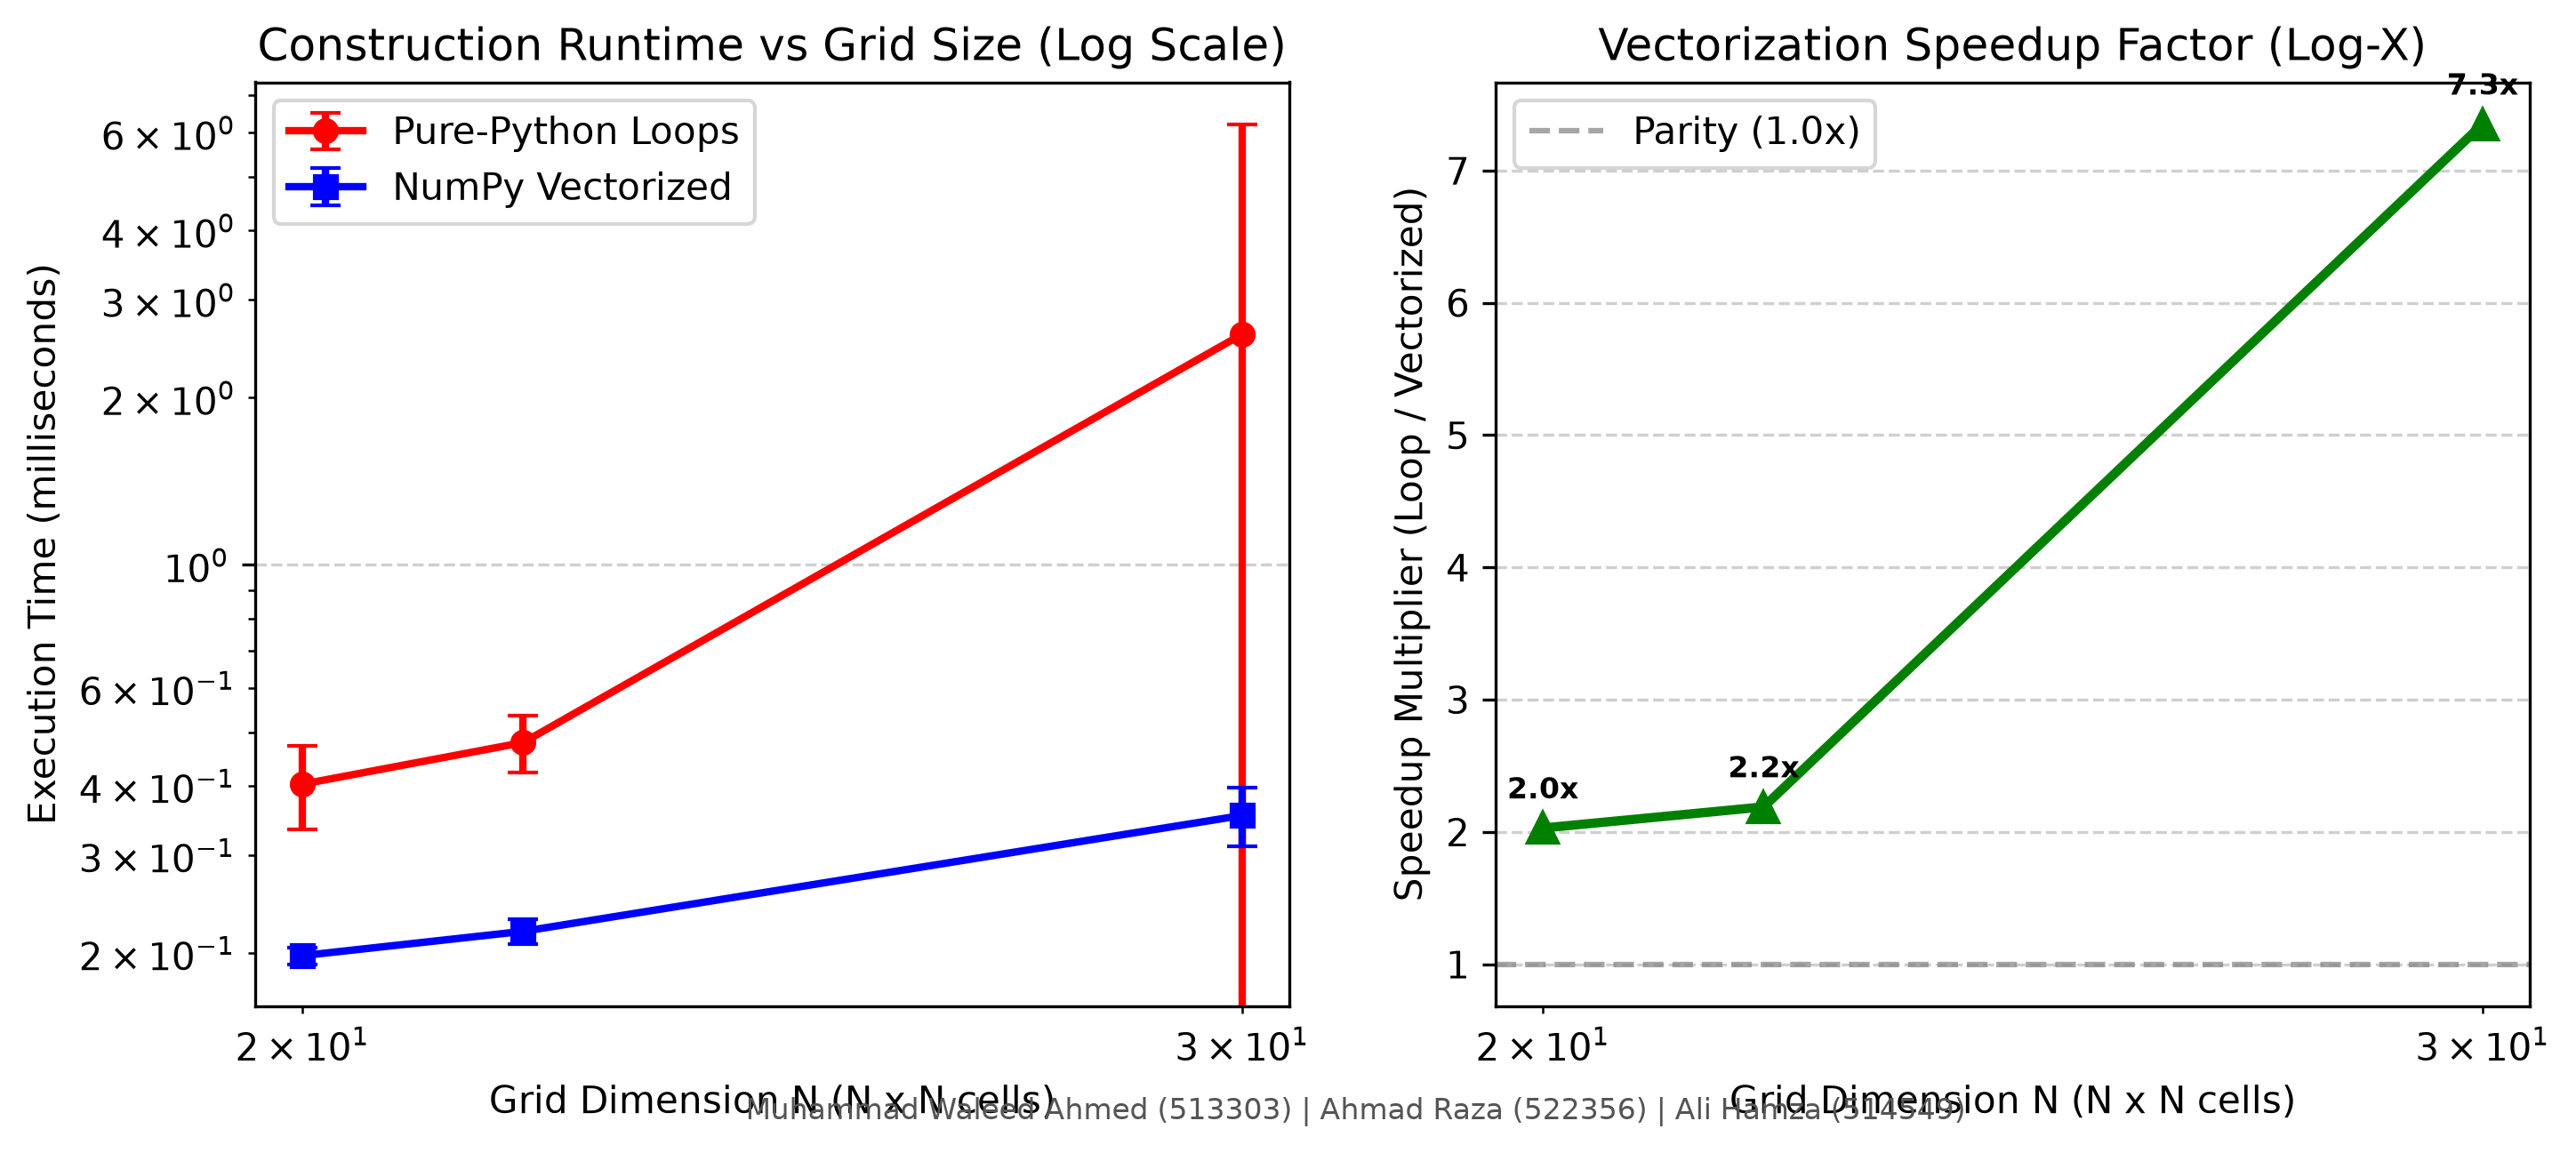 Construction Runtime vs Grid Size (Log Scale)
Pure-Python Loops
NumPy Vectorized
Execution Time (milliseconds)
6 × 10⁰
4 × 10⁰
3 × 10⁰
2 × 10⁰
10⁰
6 × 10⁻¹
4 × 10⁻¹
3 × 10⁻¹
2 × 10⁻¹
2 × 10¹
3 × 10¹
Grid Dimension N (N x N cells)
Vectorization Speedup Factor (Log-X)
Parity (1.0x)
Speedup Multiplier (Loop / Vectorized)
7
6
5
4
3
2
1
2.0x
2.2x
7.3x
2 × 10¹
3 × 10¹
Grid Dimension N (N x N cells)
Muhammad Waleed Ahmed (513303) | Ahmad Raza (522356) | Ali Hamza (514549)